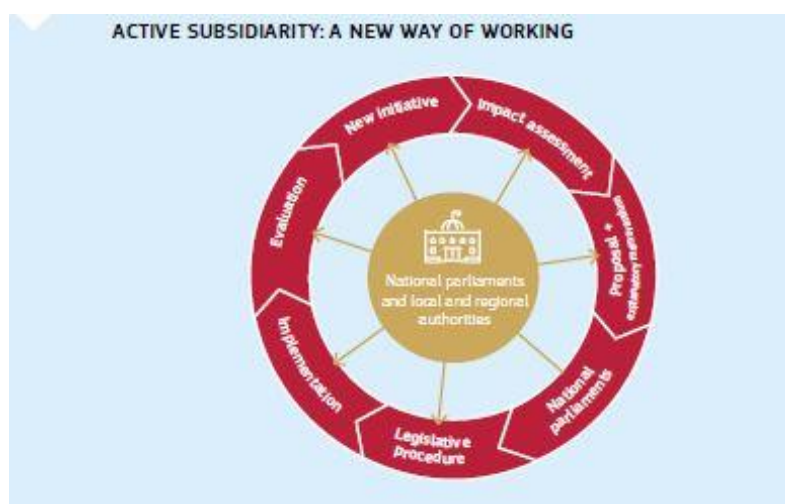 ACTIVE SUBSIDIARITY: A NEW WAY OF WORKING
New initiative
Impact assessment
Proposal +
explanatory memorandum
National
parliaments
Legislative
procedure
Implementation
Evaluation
National parliaments
and local and regional
authorities